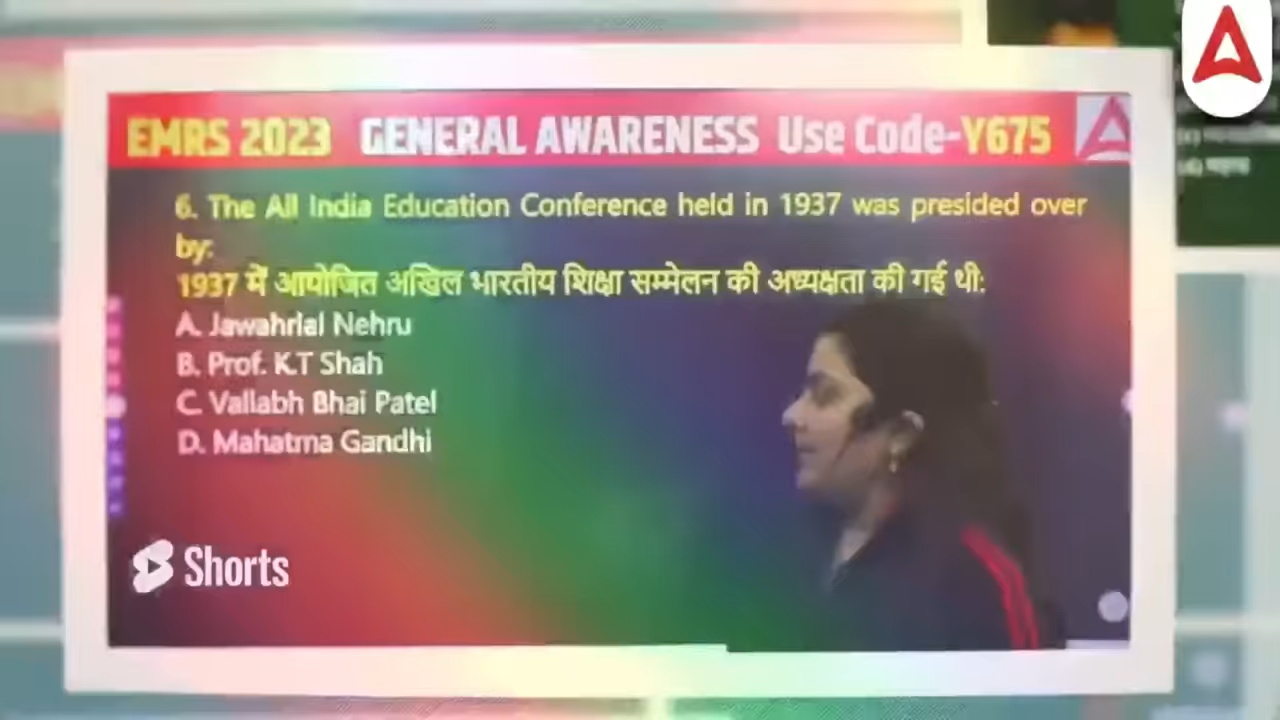 EMRS 2023 GENERAL AWARENESS Use Code-Y675
6. The All India Education Conference held in 1937 was presided over
by:
1937 में आयोजित अखिल भारतीय शिक्षा सम्मेलन की अध्यक्षता की गई थी:
A. Jawahrlal Nehru
B. Prof. K.T Shah
C. Vallabh Bhai Patel
D. Mahatma Gandhi
Shorts